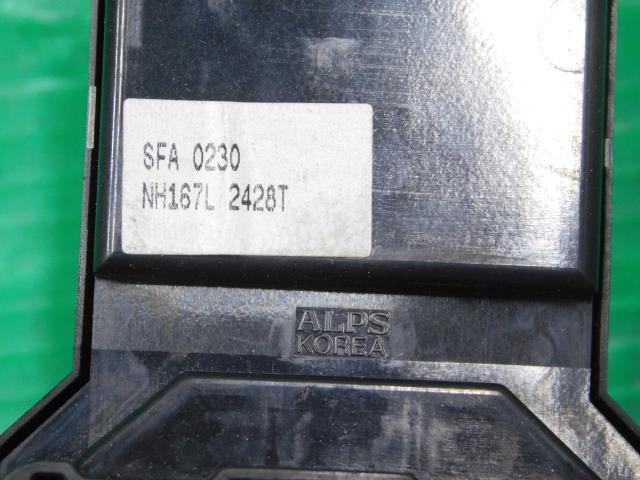 SFA 0230
NH167L 2428T
ALPS
KOREA